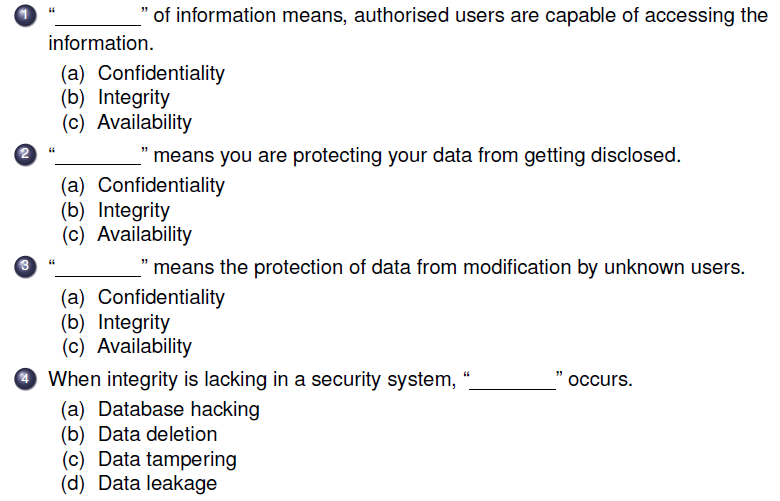 1 “________” of information means, authorised users are capable of accessing the
information.
(a) Confidentiality
(b) Integrity
(c) Availability
2 “________” means you are protecting your data from getting disclosed.
(a) Confidentiality
(b) Integrity
(c) Availability
3 “________” means the protection of data from modification by unknown users.
(a) Confidentiality
(b) Integrity
(c) Availability
4 When integrity is lacking in a security system, “________” occurs.
(a) Database hacking
(b) Data deletion
(c) Data tampering
(d) Data leakage